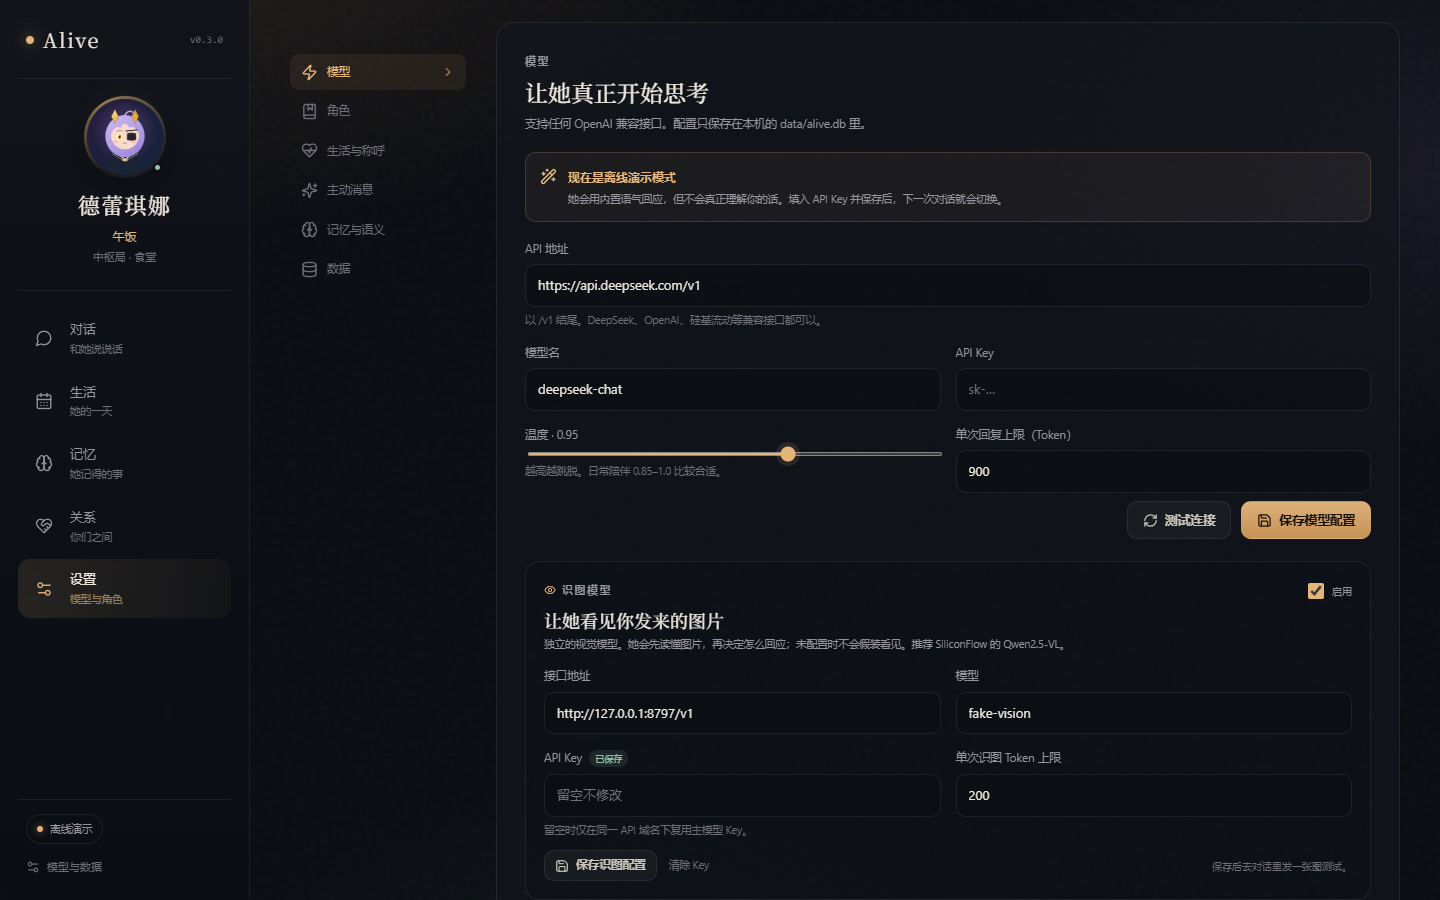 Alive
v0.3.0
德蕾琪娜
午饭
中枢局 · 食堂
对话
和她说说话
生活
她的一天
记忆
她记得的事
关系
你们之间
设置
模型与角色
离线演示
模型与数据
模型
角色
生活与称呼
主动消息
记忆与语义
数据
模型
让她真正开始思考
支持任何 OpenAI 兼容接口。配置只保存在本机的 data/alive.db 里。
现在是离线演示模式
她会用内置语气回应，但不会真正理解你的话。填入 API Key 并保存后，下一次对话就会切换。
API 地址
https://api.deepseek.com/v1
以 /v1 结尾。DeepSeek、OpenAI、硅基流动等兼容接口都可以。
模型名
API Key
deepseek-chat
sk-...
温度 · 0.95
单次回复上限（Token）
越高越跳脱。日常陪伴 0.85–1.0 比较合适。
900
测试连接
保存模型配置
识图模型
启用
让她看见你发来的图片
独立的视觉模型。她会先读懂图片，再决定怎么回应；未配置时不会假装看见。推荐 SiliconFlow 的 Qwen2.5-VL。
接口地址
模型
http://127.0.0.1:8797/v1
fake-vision
API Key 已保存
单次识图 Token 上限
留空不修改
200
留空时仅在同一 API 域名下复用主模型 Key。
保存识图配置
清除 Key
保存后去对话里发一张图测试。